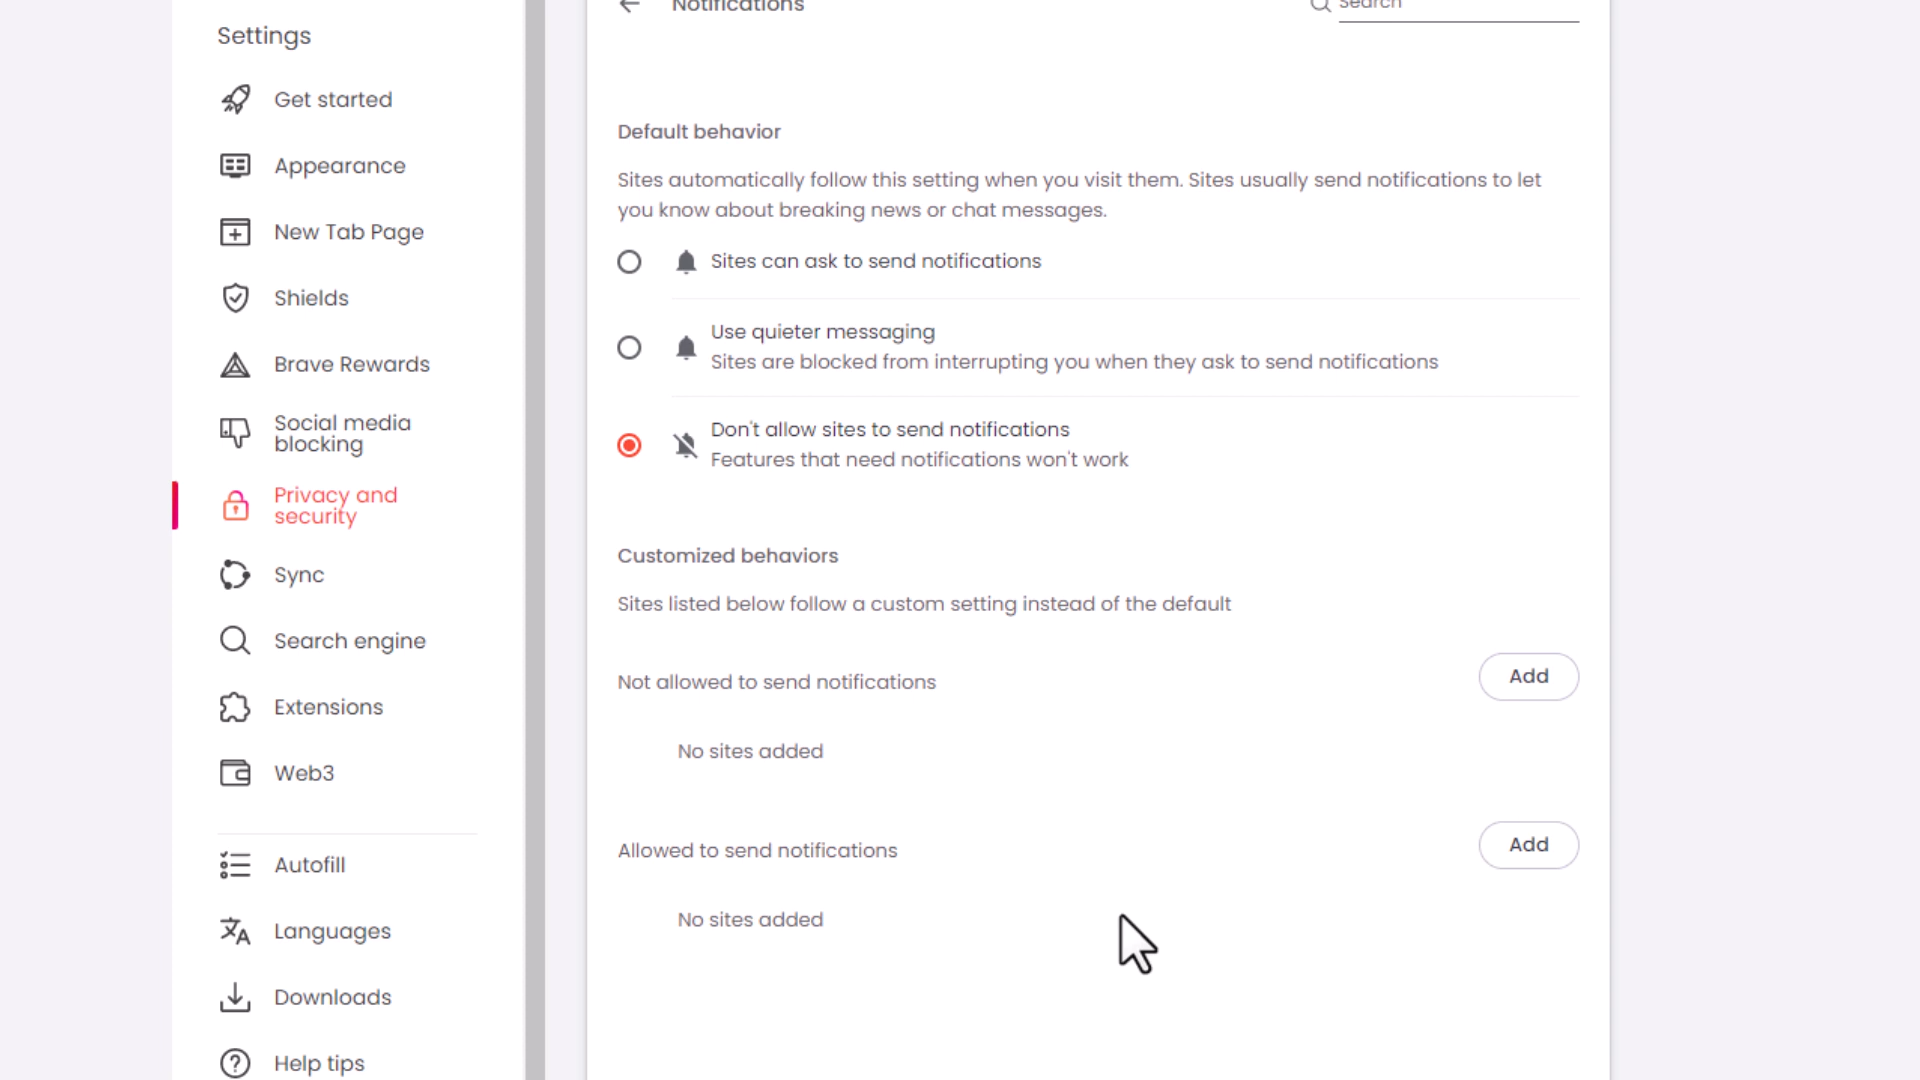 Settings
Get started
Appearance
New Tab Page
Shields
Brave Rewards
Social media
blocking
Privacy and
security
Sync
Search engine
Extensions
Web3
Autofill
Languages
Downloads
Help tips
Notifications
Search
Default behavior
Sites automatically follow this setting when you visit them. Sites usually send notifications to let
you know about breaking news or chat messages.
Sites can ask to send notifications
Use quieter messaging
Sites are blocked from interrupting you when they ask to send notifications
Don't allow sites to send notifications
Features that need notifications won't work
Customized behaviors
Sites listed below follow a custom setting instead of the default
Not allowed to send notifications
Add
No sites added
Allowed to send notifications
Add
No sites added